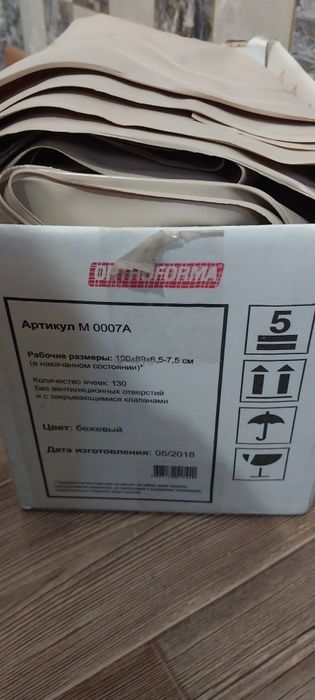 ORTHOFORMA
Артикул М 0007А
Рабочие размеры: 190х89х6,5-7,5 см
(в накачанном состоянии)*
Количество ячеек: 130
Без вентиляционных отверстий
и с закрывающимися клапанами
Цвет: бежевый
Дата изготовления: 05/2018
5